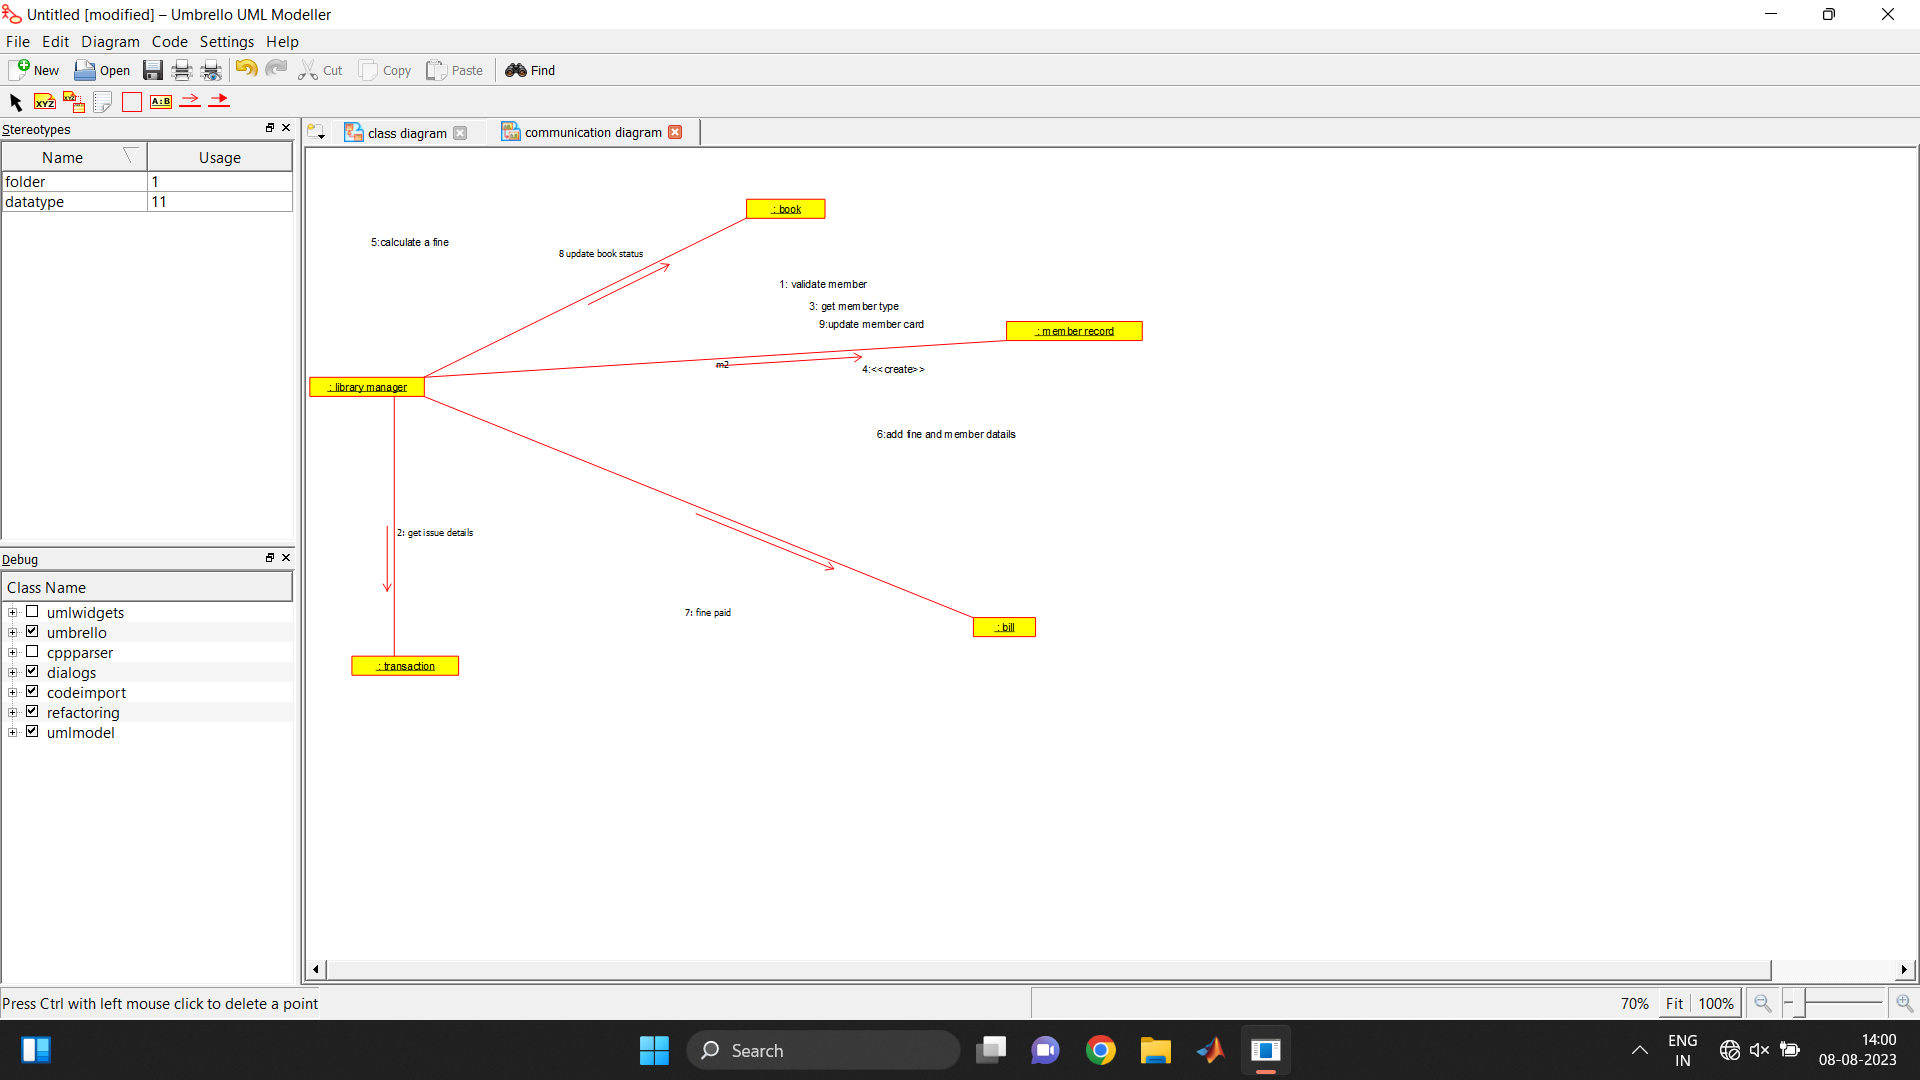 Untitled [modified] – Umbrello UML Modeller
File Edit Diagram Code Settings Help
New Open Cut Copy Paste Find
XYZ XYZ A:B
Stereotypes
Name Usage
folder 1
datatype 11
Debug
Class Name
umlwidgets
umbrello
cppparser
dialogs
codeimport
refactoring
umlmodel
class diagram communication diagram
: book
5:calculate a fine
8 update book status
1: validate member
3: get member type
9:update member card
: member record
m2
4:<<create>>
: library manager
6:add fine and member datails
2: get issue details
7: fine paid
: bill
: transaction
Press Ctrl with left mouse click to delete a point
70% Fit 100%
Search
ENG
IN
14:00
08-08-2023